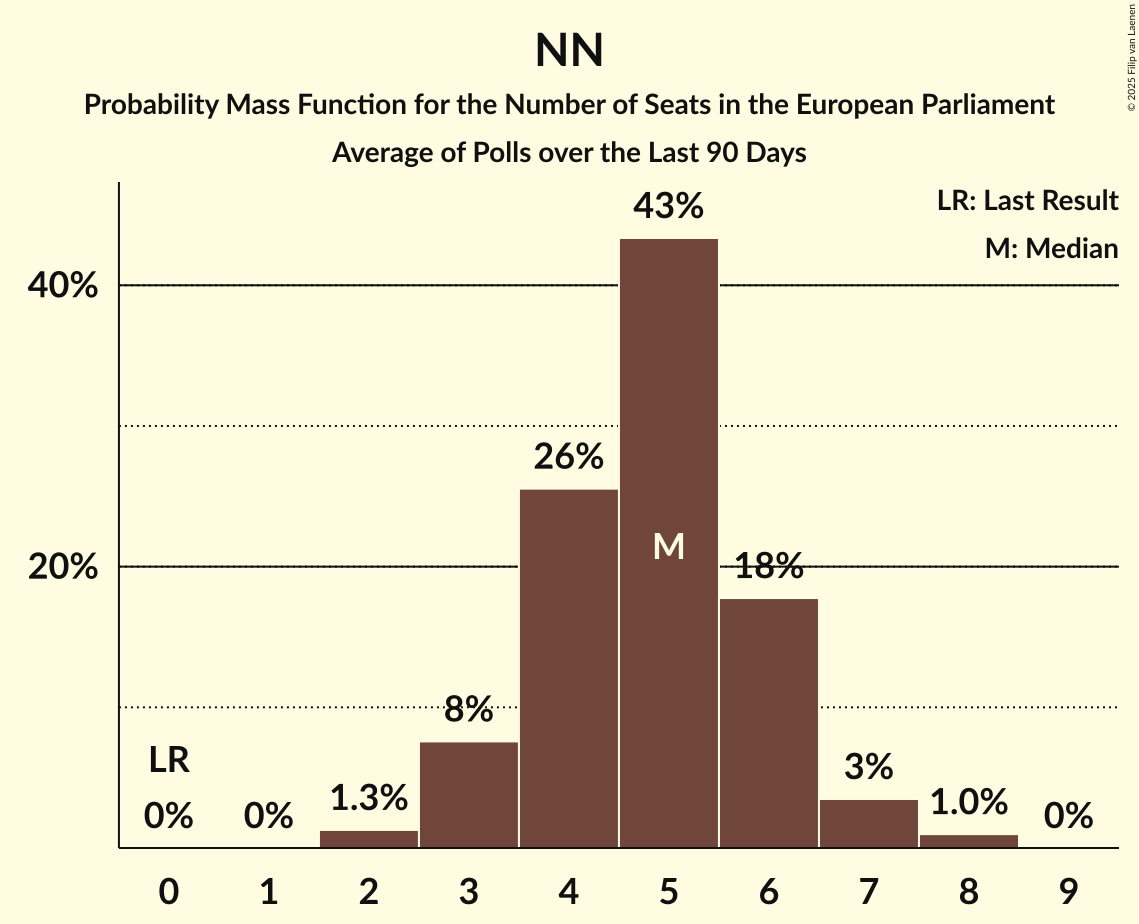 NN
Probability Mass Function for the Number of Seats in the European Parliament
Average of Polls over the Last 90 Days
© 2025 Filip van Laenen
LR: Last Result
M: Median
40%
20%
LR
0%
0%
1.3%
8%
26%
43%
M
18%
3%
1.0%
0%
0 1 2 3 4 5 6 7 8 9